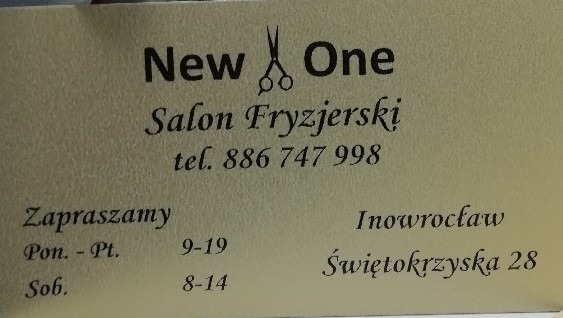 New One
Salon Fryzjerski
tel. 886 747 998
Zapraszamy
Pon. - Pt. 9-19
Sob. 8-14
Inowrocław
Świętokrzyska 28